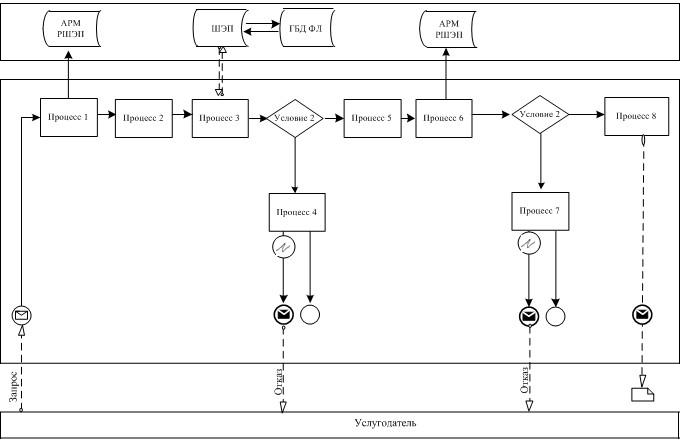 АРМ
РШЭП
ШЭП
ГБД ФЛ
АРМ
РШЭП
Процесс 1
Процесс 2
Процесс 3
Условие 2
Процесс 5
Процесс 6
Условие 2
Процесс 8
Процесс 4
Процесс 7
Запрос
Отказ
Отказ
Услугодатель